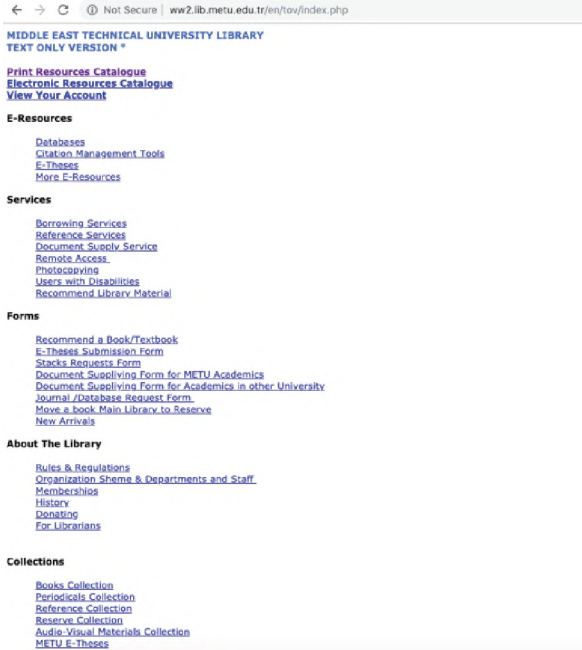 Not Secure | ww2.lib.metu.edu.tr/en/tov/index.php
MIDDLE EAST TECHNICAL UNIVERSITY LIBRARY
TEXT ONLY VERSION *
Print Resources Catalogue
Electronic Resources Catalogue
View Your Account
E-Resources
Databases
Citation Management Tools
E-Theses
More E-Resources
Services
Borrowing Services
Reference Services
Document Supply Service
Remote Access
Photocopying
Users with Disabilities
Recommend Library Material
Forms
Recommend a Book/Textbook
E-Theses Submission Form
Stacks Requests Form
Document Suppliying Form for METU Academics
Document Suppliying Form for Academics in other University
Journal /Database Request Form
Move a book Main Library to Reserve
New Arrivals
About The Library
Rules & Regulations
Organization Sheme & Departments and Staff
Memberships
History
Donating
For Librarians
Collections
Books Collection
Periodicals Collection
Reference Collection
Reserve Collection
Audio-Visual Materials Collection
METU E-Theses